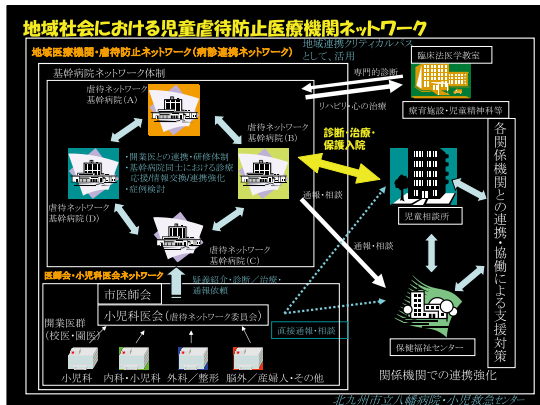 地域社会における児童虐待防止医療機関ネットワーク
地域医療機関・虐待防止ネットワーク(病診連携ネットワーク)
地域連携クリティカルパス
として、活用
基幹病院ネットワーク体制
虐待ネットワーク
基幹病院(A)
虐待ネットワーク
基幹病院(B)
・開業医との連携・研修体制
・基幹病院同士における診療
応援/情報交換/連携強化
・症例検討
虐待ネットワーク
基幹病院(D)
虐待ネットワーク
基幹病院(C)
専門的診断
リハビリ・心の治療
臨床法医学教室
療育施設・児童精神科等
診断・治療・
保護入院
通報・相談
児童相談所
通報・相談
保健福祉センター
各関係機関との連携・協働による支援対策
関係機関での連携強化
医師会・小児科医会ネットワーク
疑義紹介・診断/治療・
通報依頼
市医師会
小児科医会(虐待ネットワーク委員会)
開業医群
(校医・園医)
直接通報・相談
小児科
内科・小児科
外科/整形
脳外/産婦人・その他
北九州市立八幡病院・小児救急センター